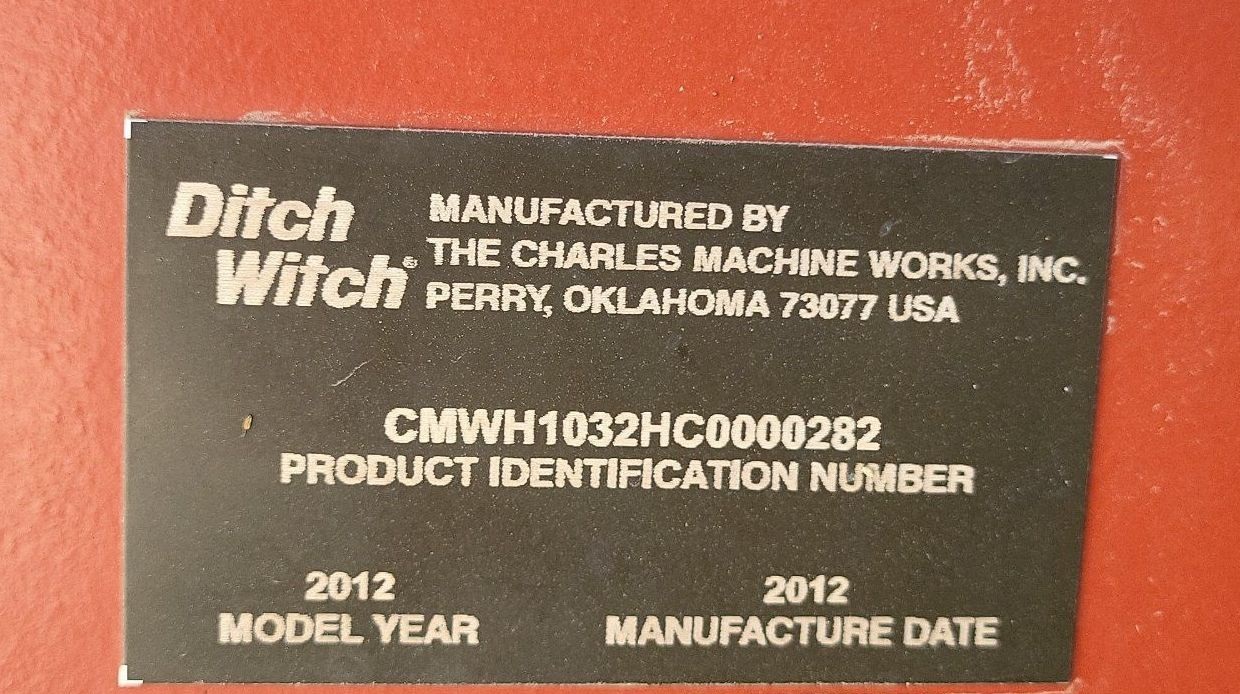 Ditch
Witch®
MANUFACTURED BY
THE CHARLES MACHINE WORKS, INC.
PERRY, OKLAHOMA 73077 USA
CMWH1032HC0000282
PRODUCT IDENTIFICATION NUMBER
2012
MODEL YEAR
2012
MANUFACTURE DATE